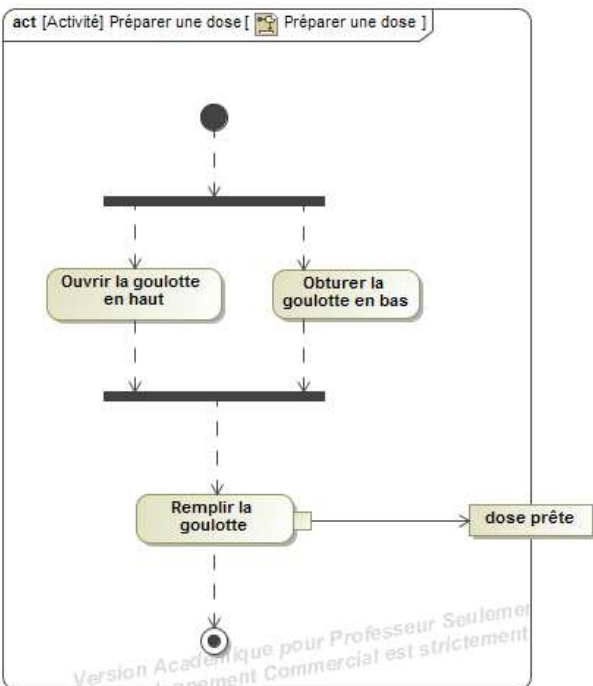 act [Activité] Préparer une dose [ Préparer une dose ]
Ouvrir la goulotte
en haut
Obturer la
goulotte en bas
Remplir la
goulotte
dose prête
Version Académique pour Professeur Seulement
Commercial est strictement